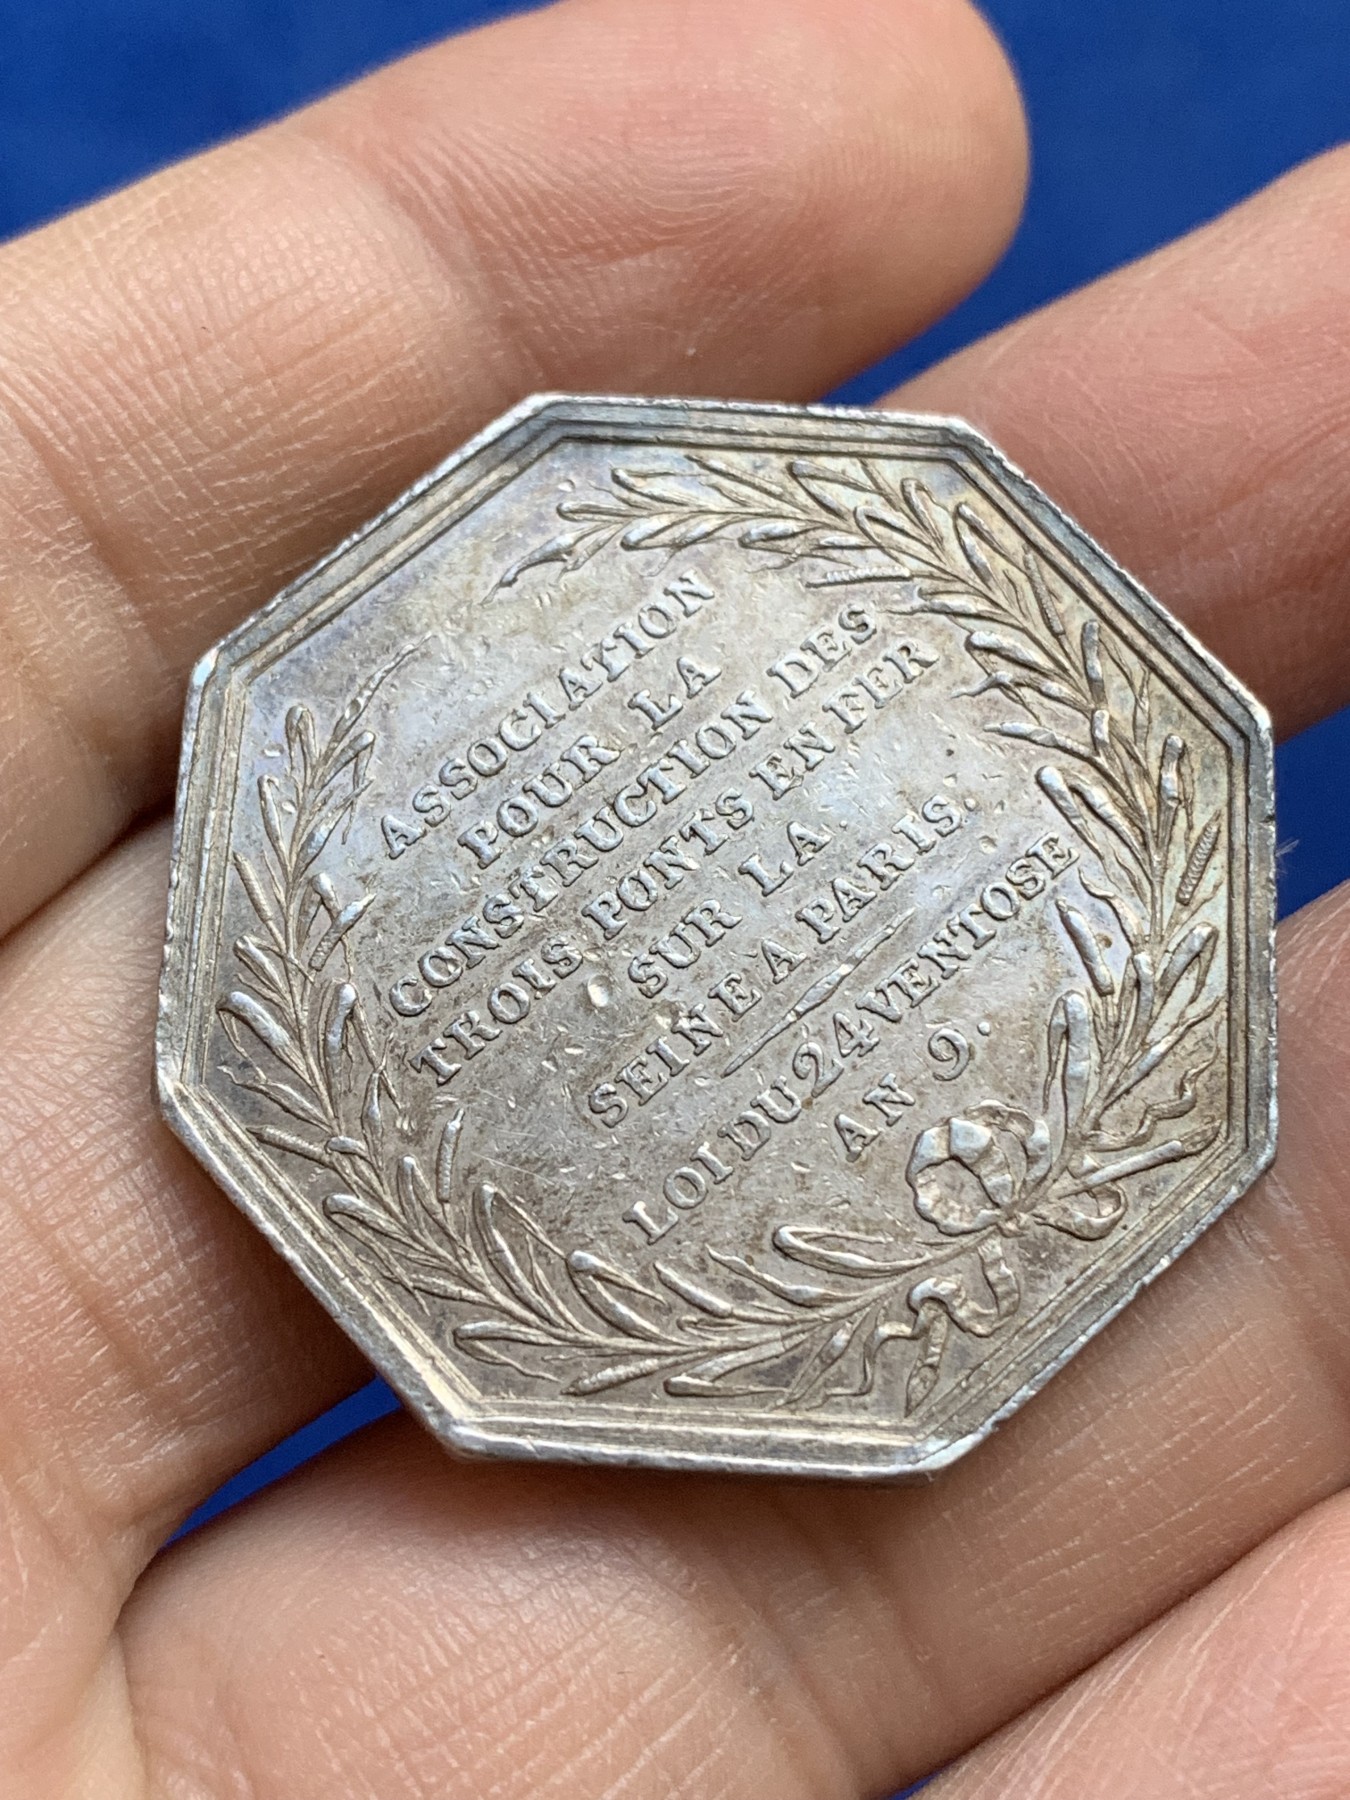 ASSOCIATION
POUR LA
CONSTRUCTION DES
TROIS PONTS EN FER
SUR LA
SEINE A PARIS.
LOI DU 24 VENTOSE
AN 9.